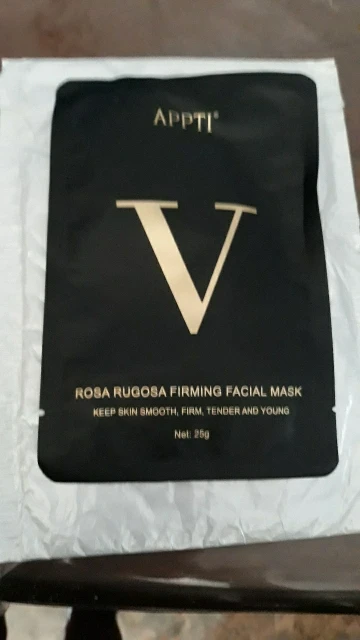 APPTI®
V
ROSA RUGOSA FIRMING FACIAL MASK
KEEP SKIN SMOOTH, FIRM, TENDER AND YOUNG
Net: 25g